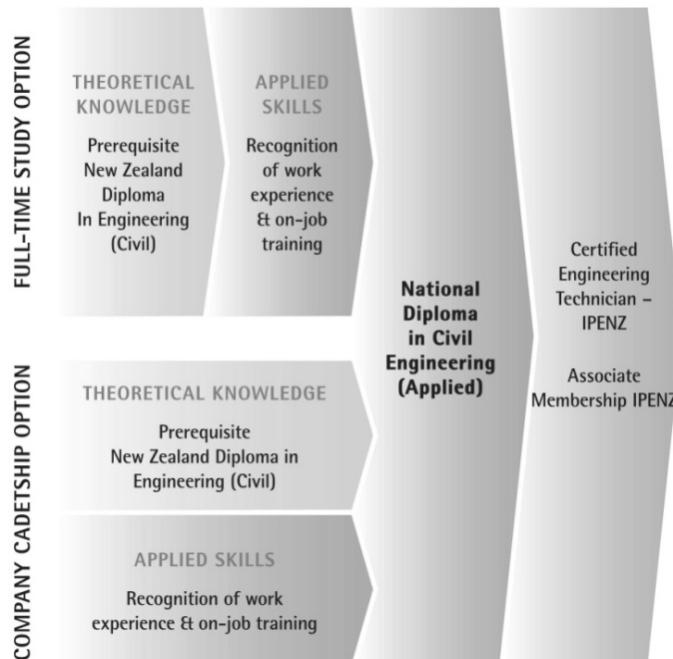 FULL-TIME STUDY OPTION
THEORETICAL
KNOWLEDGE
Prerequisite
New Zealand
Diploma
In Engineering
(Civil)
APPLIED
SKILLS
Recognition
of work
experience
& on-job
training
COMPANY CADETSHIP OPTION
THEORETICAL KNOWLEDGE
Prerequisite
New Zealand Diploma in
Engineering (Civil)
APPLIED SKILLS
Recognition of work
experience & on-job training
National
Diploma
in Civil
Engineering
(Applied)
Certified
Engineering
Technician –
IPENZ
Associate
Membership IPENZ